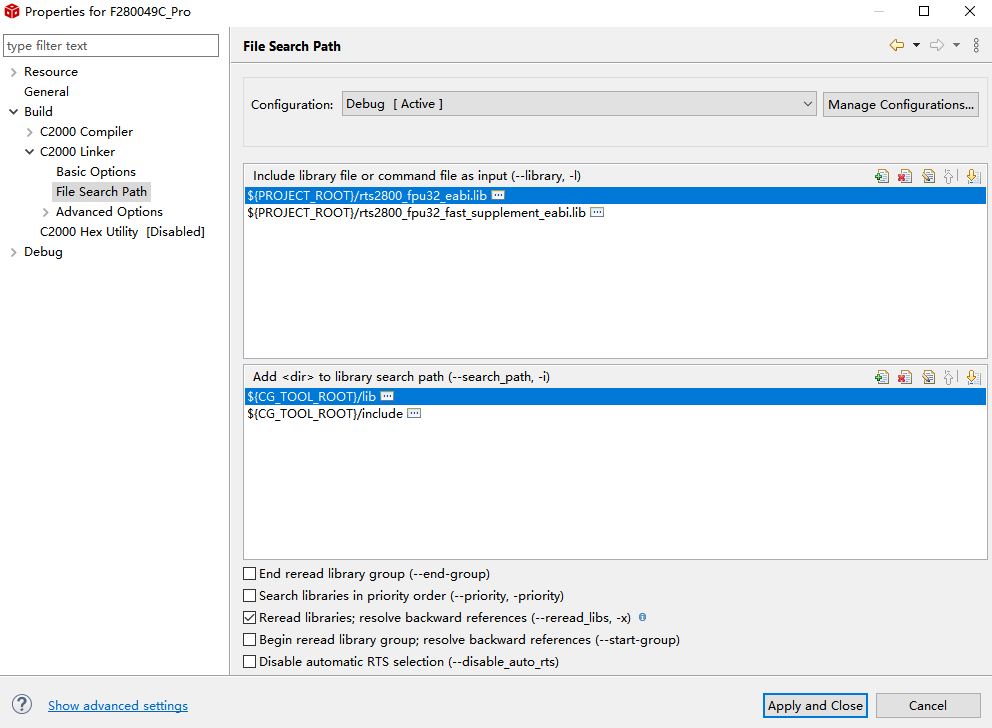 Properties for F280049C_Pro
type filter text
Resource
General
Build
C2000 Compiler
C2000 Linker
Basic Options
File Search Path
Advanced Options
C2000 Hex Utility [Disabled]
Debug
File Search Path
Configuration: Debug [ Active ] Manage Configurations...
Include library file or command file as input (--library, -l)
${PROJECT_ROOT}/rts2800_fpu32_eabi.lib
${PROJECT_ROOT}/rts2800_fpu32_fast_supplement_eabi.lib
Add <dir> to library search path (--search_path, -i)
${CG_TOOL_ROOT}/lib
${CG_TOOL_ROOT}/include
End reread library group (--end-group)
Search libraries in priority order (--priority, -priority)
Reread libraries; resolve backward references (--reread_libs, -x)
Begin reread library group; resolve backward references (--start-group)
Disable automatic RTS selection (--disable_auto_rts)
? Show advanced settings Apply and Close Cancel